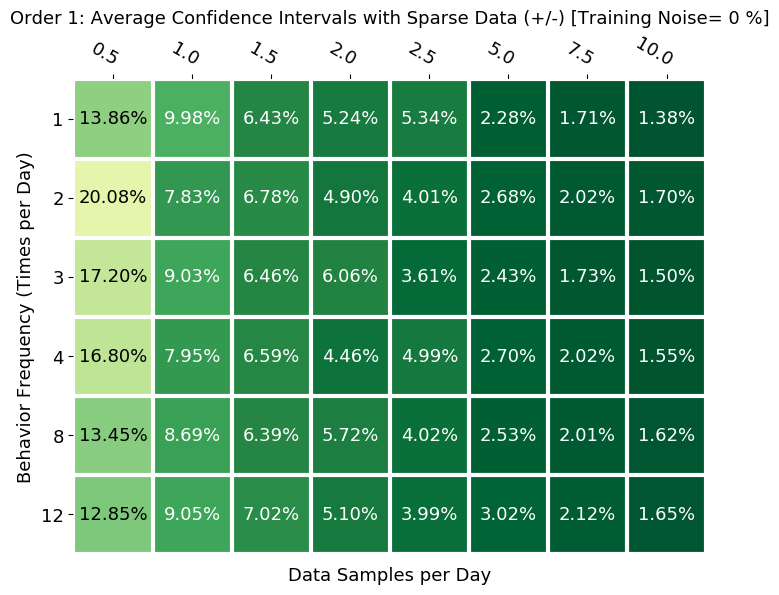 Order 1: Average Confidence Intervals with Sparse Data (+/-) [Training Noise= 0 %]
0.5 1.0 1.5 2.0 2.5 5.0 7.5 10.0
Behavior Frequency (Times per Day)
1 13.86% 9.98% 6.43% 5.24% 5.34% 2.28% 1.71% 1.38%
2 20.08% 7.83% 6.78% 4.90% 4.01% 2.68% 2.02% 1.70%
3 17.20% 9.03% 6.46% 6.06% 3.61% 2.43% 1.73% 1.50%
4 16.80% 7.95% 6.59% 4.46% 4.99% 2.70% 2.02% 1.55%
8 13.45% 8.69% 6.39% 5.72% 4.02% 2.53% 2.01% 1.62%
12 12.85% 9.05% 7.02% 5.10% 3.99% 3.02% 2.12% 1.65%
Data Samples per Day